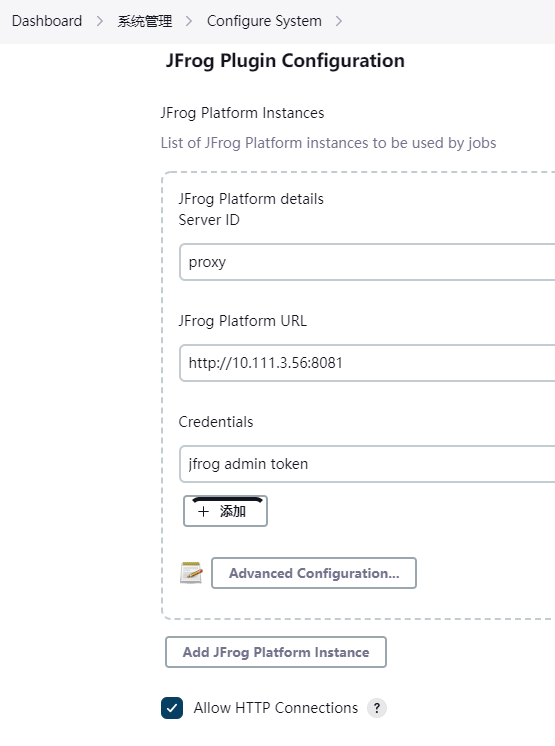 Dashboard > 系统管理 > Configure System >
JFrog Plugin Configuration
JFrog Platform Instances
List of JFrog Platform instances to be used by jobs
JFrog Platform details
Server ID
proxy
JFrog Platform URL
http://10.111.3.56:8081
Credentials
jfrog admin token
+ 添加
Advanced Configuration...
Add JFrog Platform Instance
Allow HTTP Connections ?